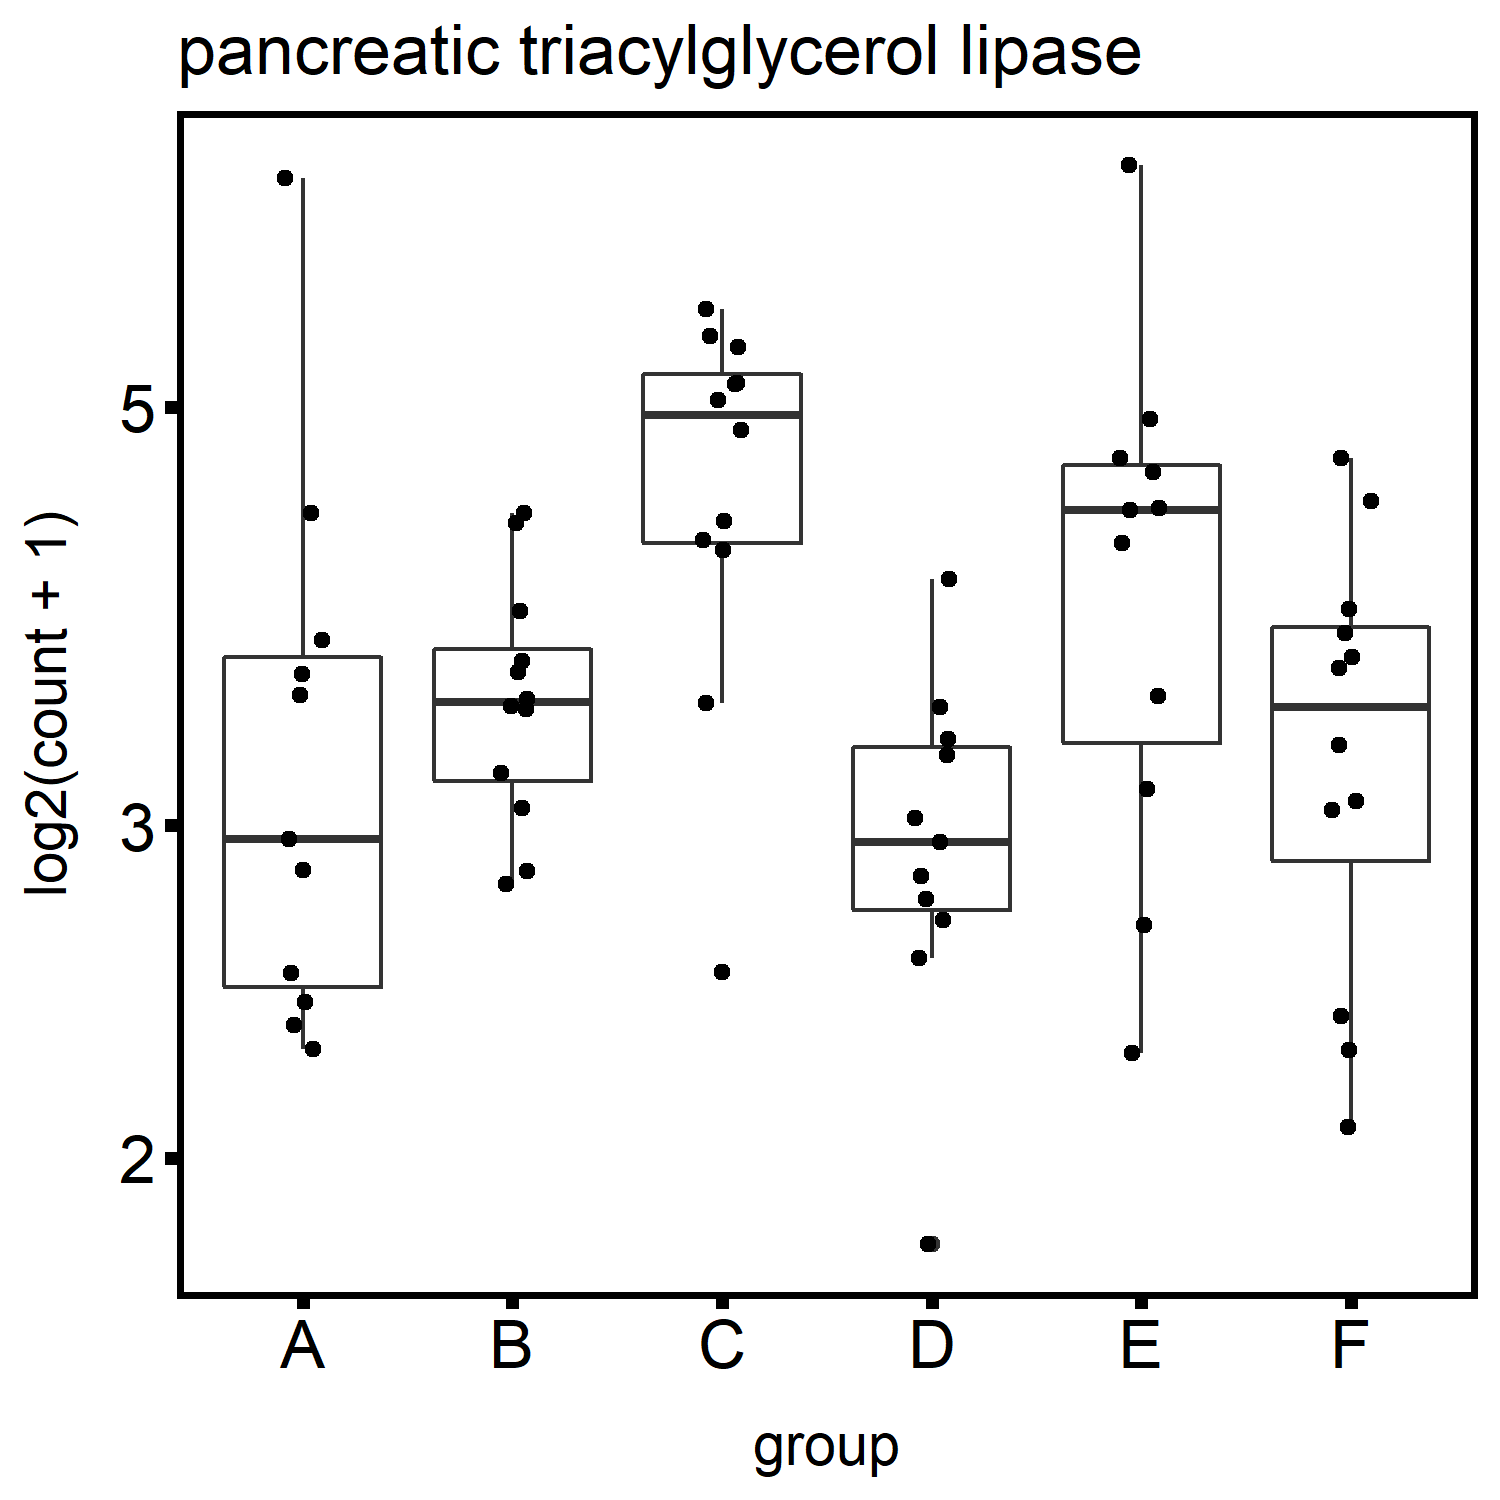 pancreatic triacylglycerol lipase
log2(count + 1)
5
3
2
A B C D E F
group